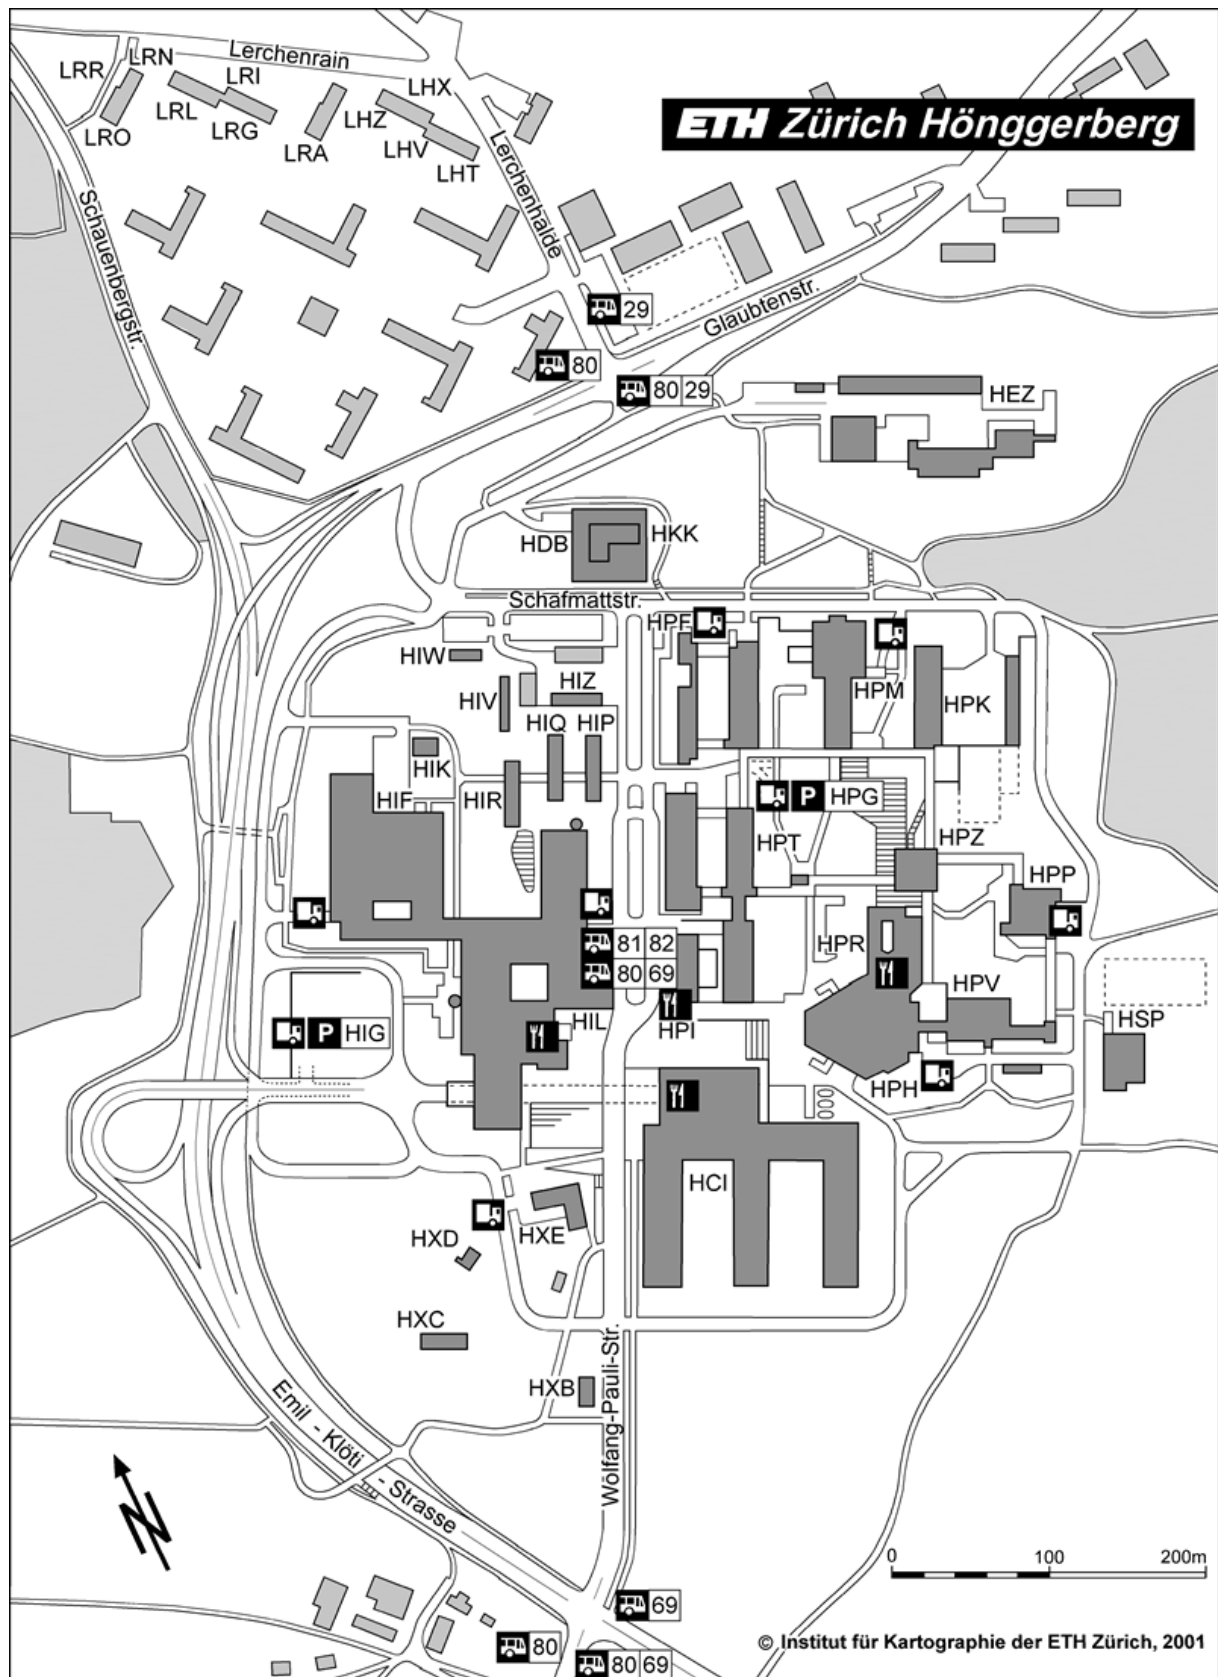 LRN
Lerchenrain
LRR
LRI
LHX
LRL
LRG
LHZ
LRO
LRA
LHV
LHT
ETH Zürich Hönggerberg
Lerchenhalde
Schauenbergstr.
29
Glaubtenstr.
80
80 29
HEZ
HDB
HKK
Schafmattstr.
HPF
HIW
HIZ
HPM
HIV
HPK
HIQ
HIP
HIK
HIF
HIR
P HPG
HPT
HPZ
HPP
81 82
HPR
80 69
HPV
HIL
HPI
P HIG
HSP
HPH
HCI
HXD
HXE
HXC
HXB
Wolfang-Pauli-Str.
Emil - Klöti - Strasse
N
0 100 200m
69
80
80 69
© Institut für Kartographie der ETH Zürich, 2001